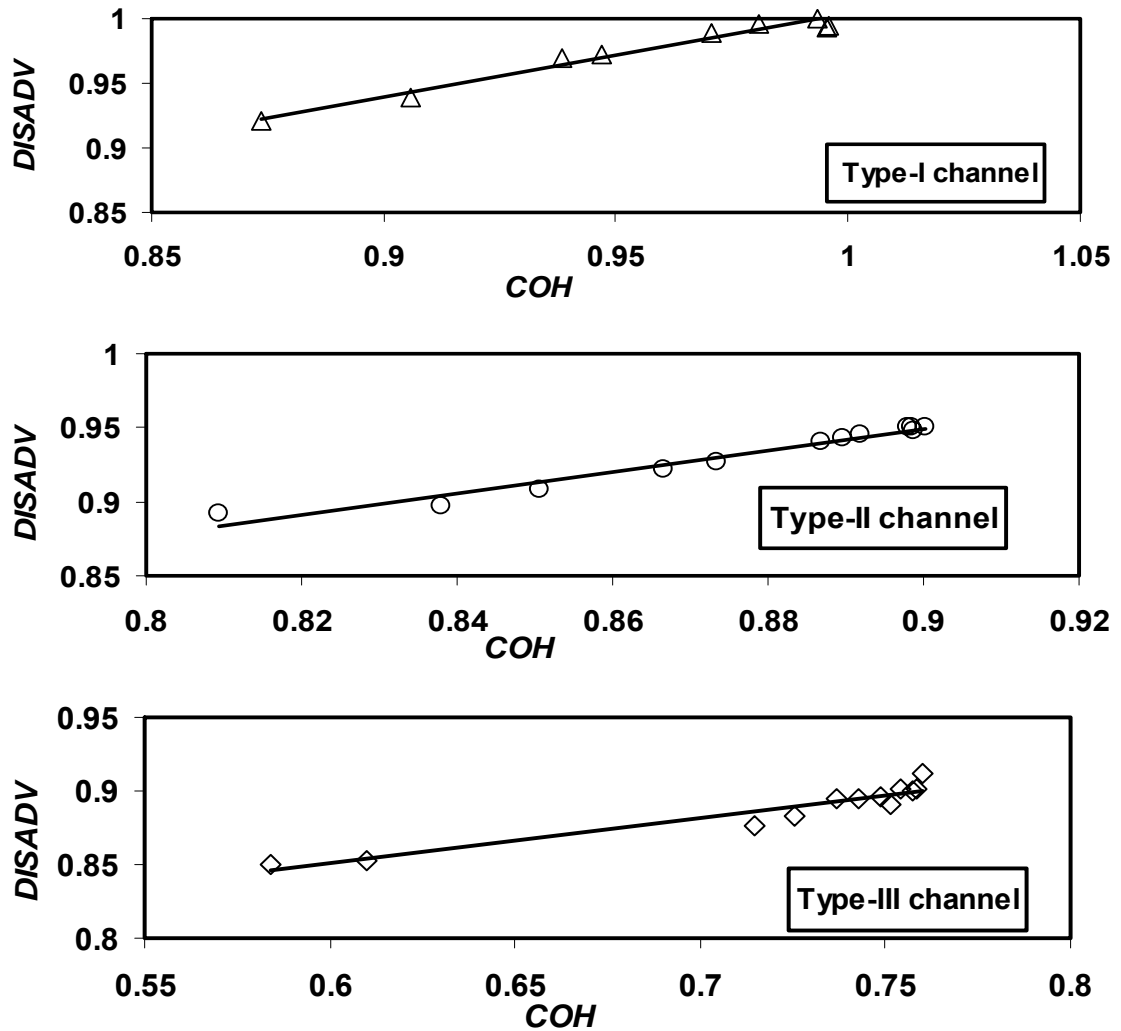 1
0.95
0.9
0.85
DISADV
Type-I channel
0.85 0.9 0.95 1 1.05
COH
1
0.95
0.9
0.85
DISADV
Type-II channel
0.8 0.82 0.84 0.86 0.88 0.9 0.92
COH
0.95
0.9
0.85
0.8
DISADV
Type-III channel
0.55 0.6 0.65 0.7 0.75 0.8
COH